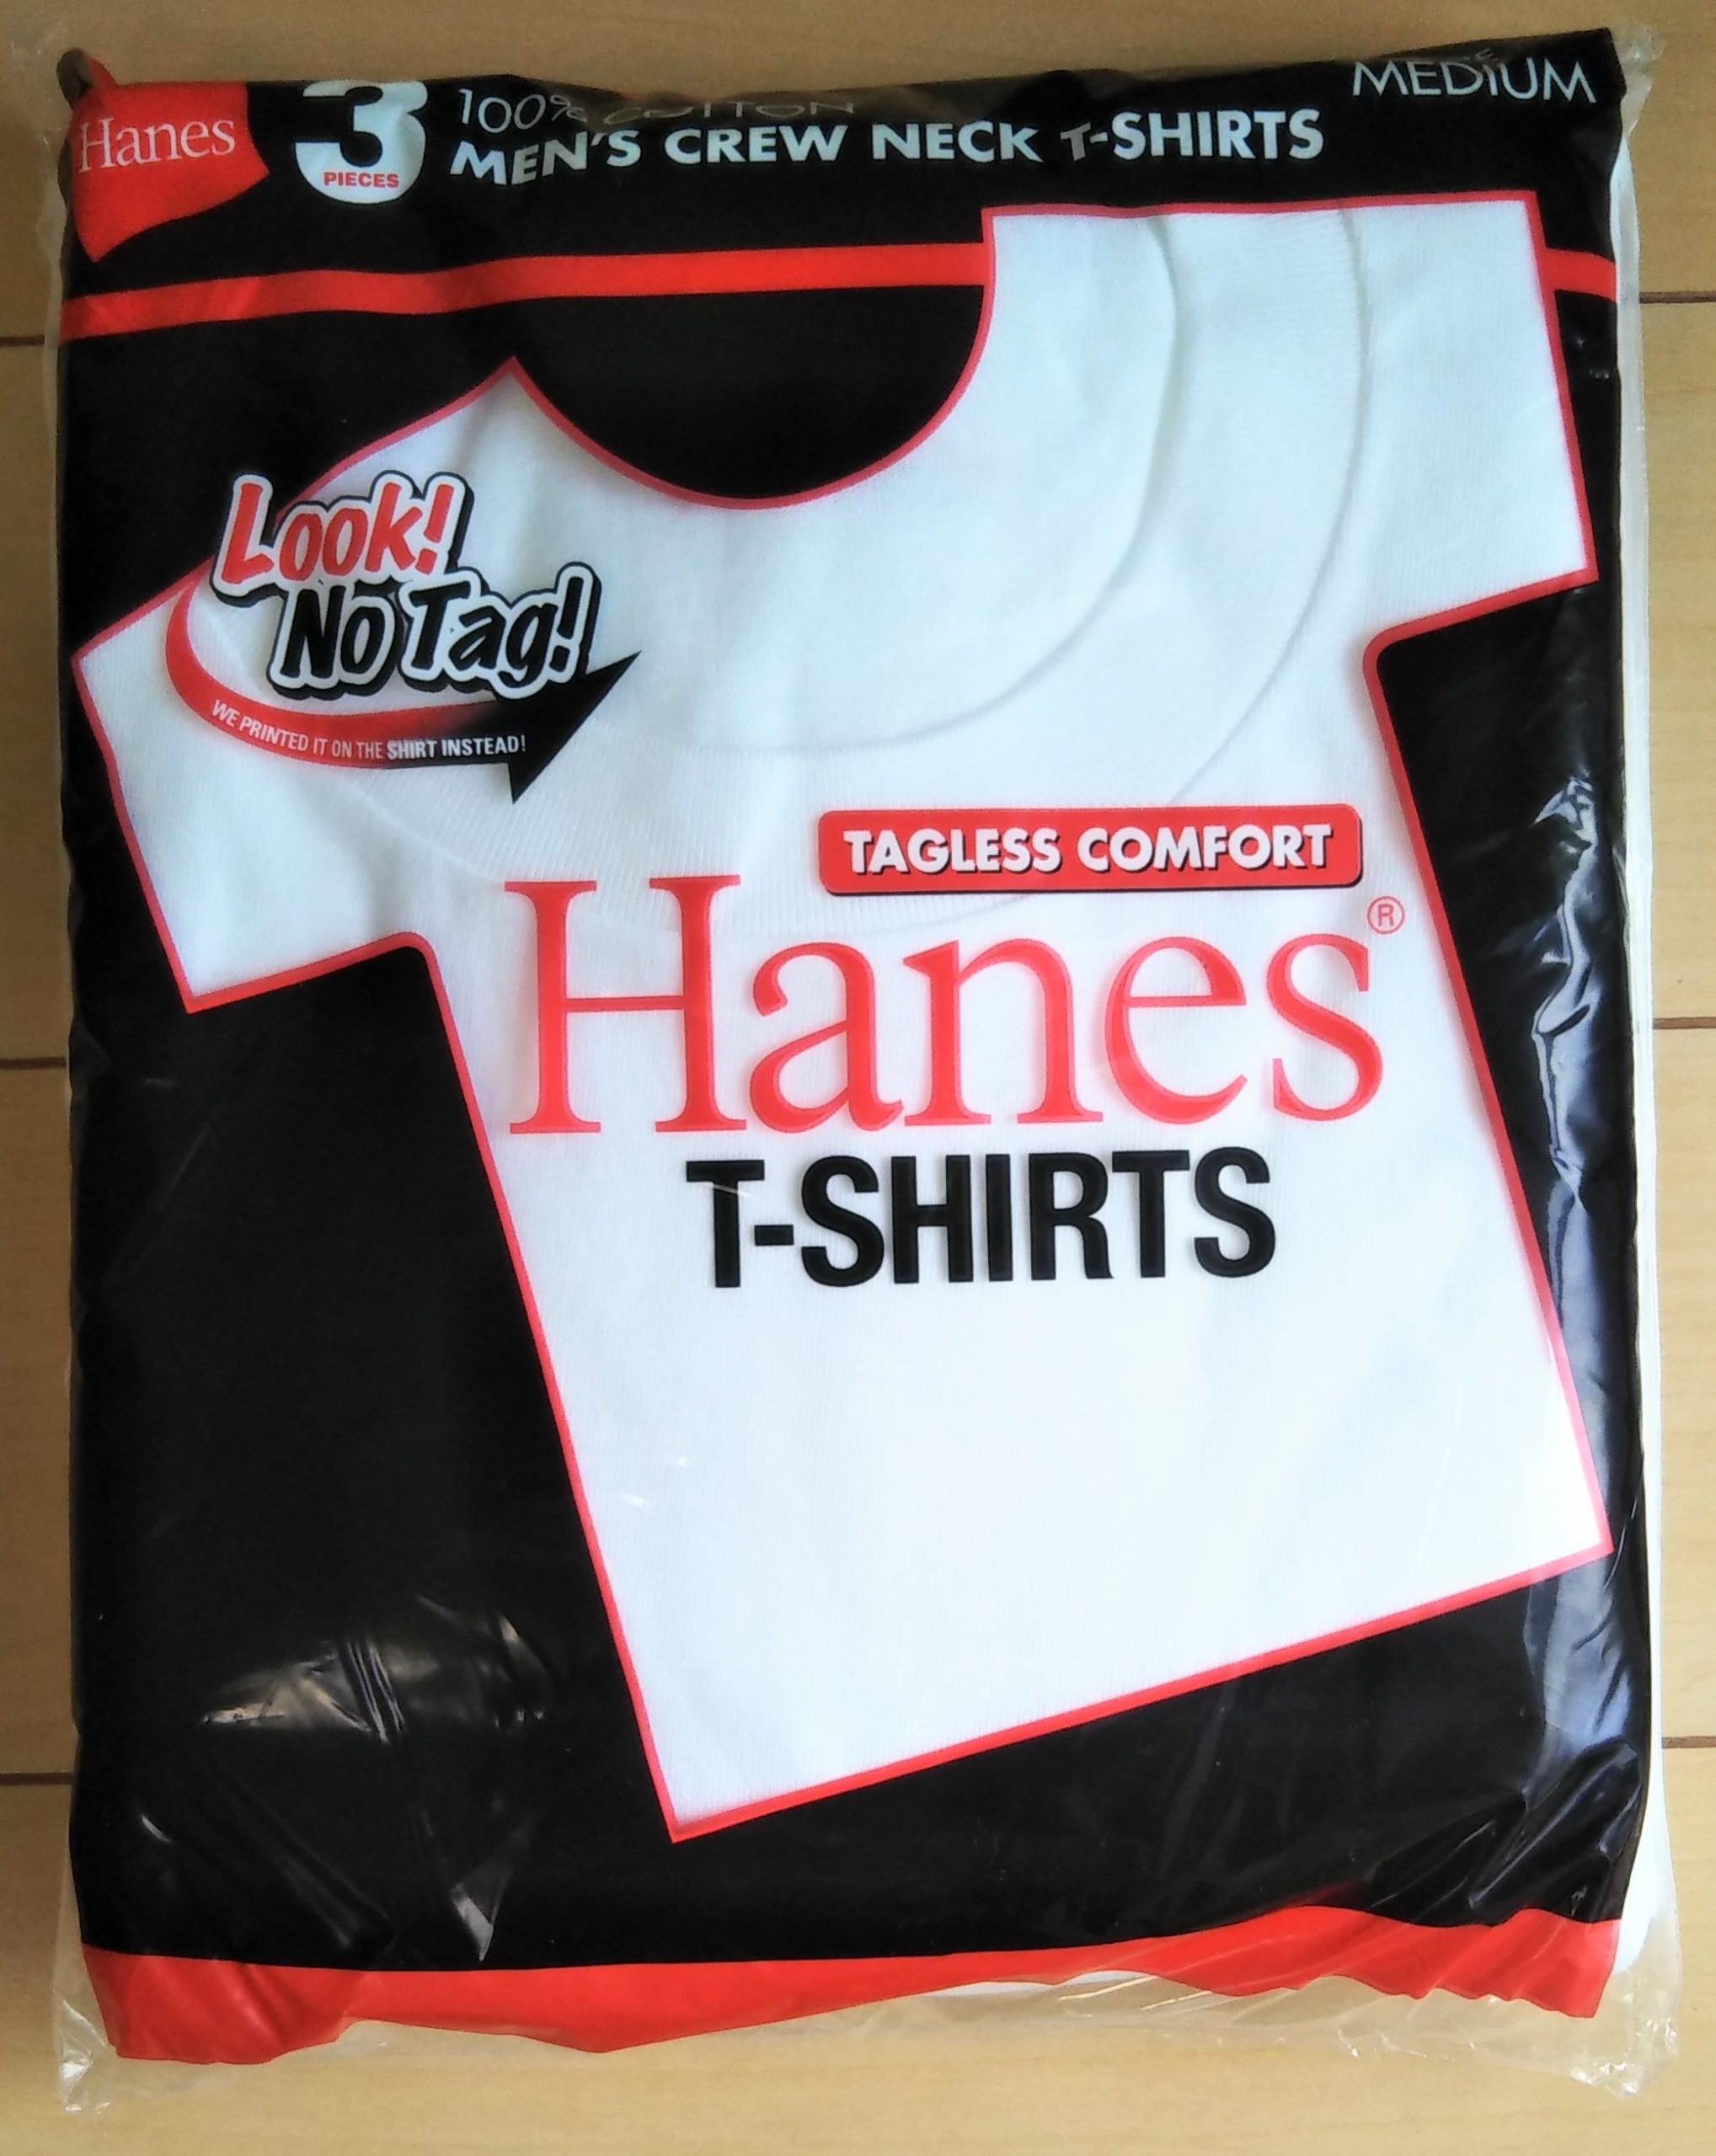 Hanes
3
PIECES
100% COTTON
MEN'S CREW NECK T-SHIRTS
MEDIUM
Look!
No Tag!
WE PRINTED IT ON THE SHIRT INSTEAD!
TAGLESS COMFORT
Hanes®
T-SHIRTS